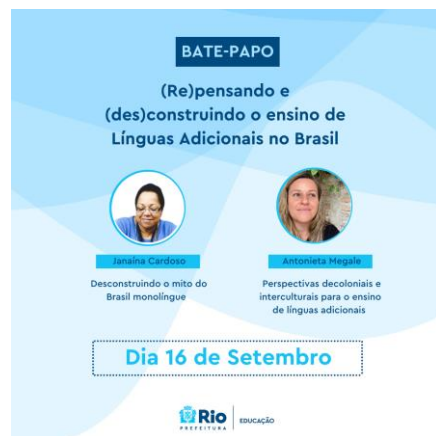 BATE-PAPO
(Re)pensando e
(des)construindo o ensino de
Línguas Adicionais no Brasil
Janaina Cardoso
Desconstruindo o mito do
Brasil monolíngue
Antonieta Megale
Perspectivas decoloniais e
interculturais para o ensino
de línguas adicionais
Dia 16 de Setembro
Rio
PREFEITURA
EDUCAÇÃO